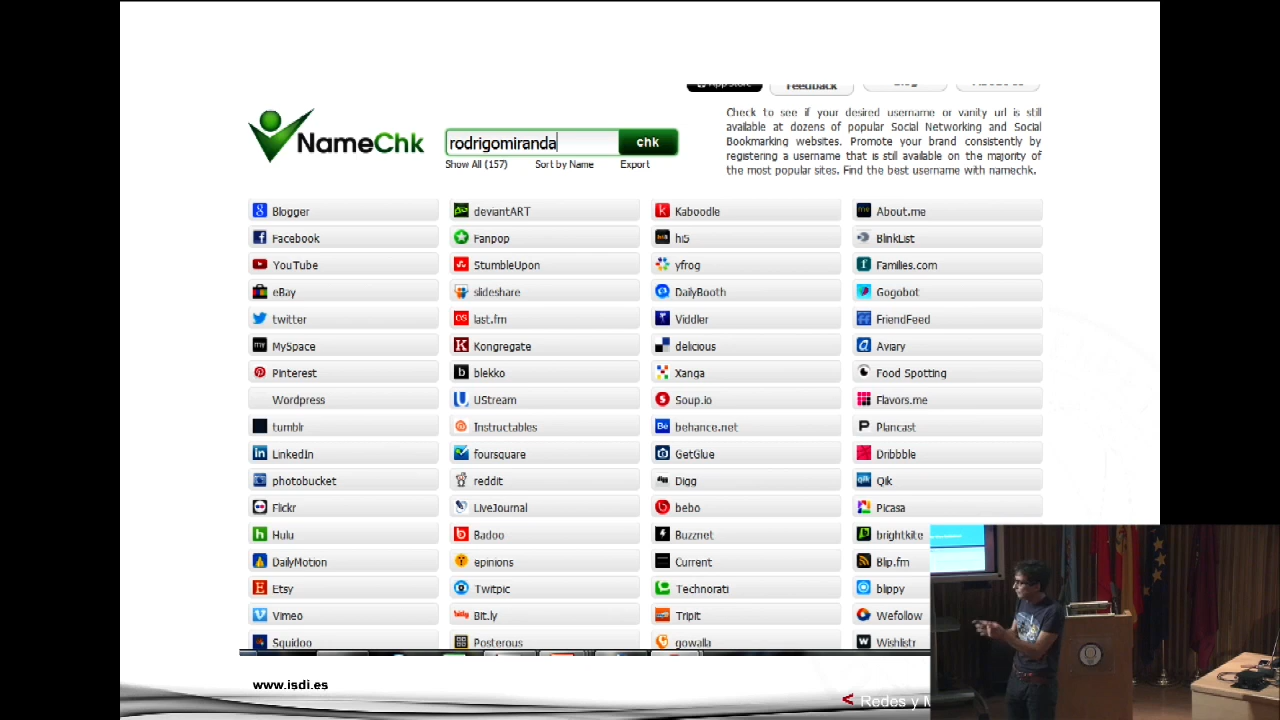 App Store Feedback Blog About Us
NameChk
rodrigomiranda
chk
Show All (157) Sort by Name Export
Check to see if your desired username or vanity url is still
available at dozens of popular Social Networking and Social
Bookmarking websites. Promote your brand consistently by
registering a username that is still available on the majority of
the most popular sites. Find the best username with namechk.
Blogger deviantART Kaboodle About.me
Facebook Fanpop hi5 BlinkList
YouTube StumbleUpon yfrog Families.com
eBay slideshare DailyBooth Gogobot
twitter last.fm Viddler FriendFeed
MySpace Kongregate delicious Aviary
Pinterest blekko Xanga Food Spotting
Wordpress UStream Soup.io Flavors.me
tumblr Instructables behance.net Plancast
LinkedIn foursquare GetGlue Dribbble
photobucket reddit Digg Qik
Flickr LiveJournal bebo Picasa
Hulu Badoo Buzznet brightkite
DailyMotion epinions Current Blip.fm
Etsy Twitpic Technorati blippy
Vimeo Bit.ly TripIt Wefollow
Squidoo Posterous gowalla Wishlistr
www.isdi.es
< Redes y M